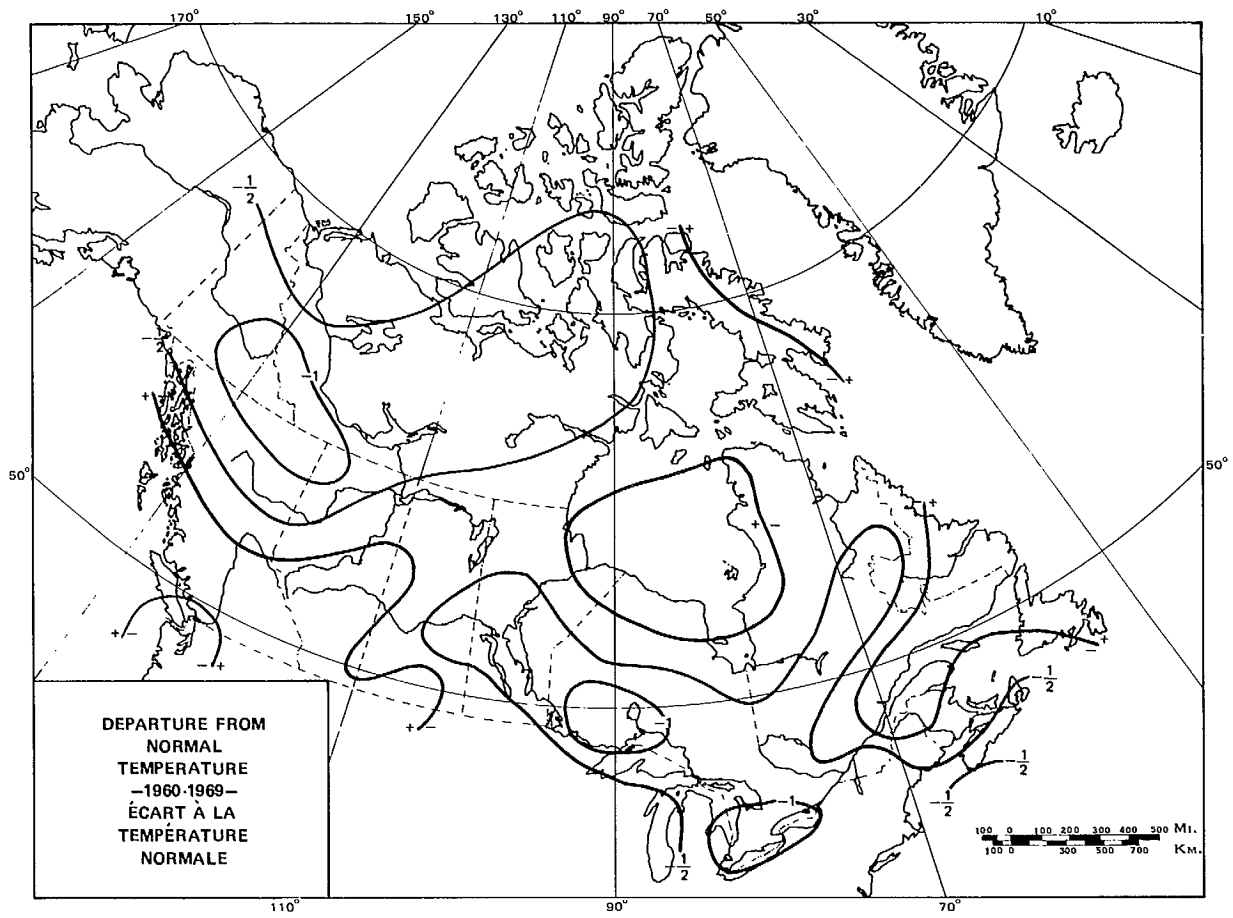 170° 150° 130° 110° 90° 70° 50° 30° 10°
-1/2
- +
-1/2
-1
+
- +
50° 50°
+ -
+
+ -
- +
+
-
-1/2
+ -
-1
-1/2
-1/2
-1
-1/2
DEPARTURE FROM
NORMAL
TEMPERATURE
–1960-1969–
ÉCART À LA
TEMPÉRATURE
NORMALE
100 0 100 200 300 400 500 MI.
100 0 300 500 700 KM.
110° 90° 70°